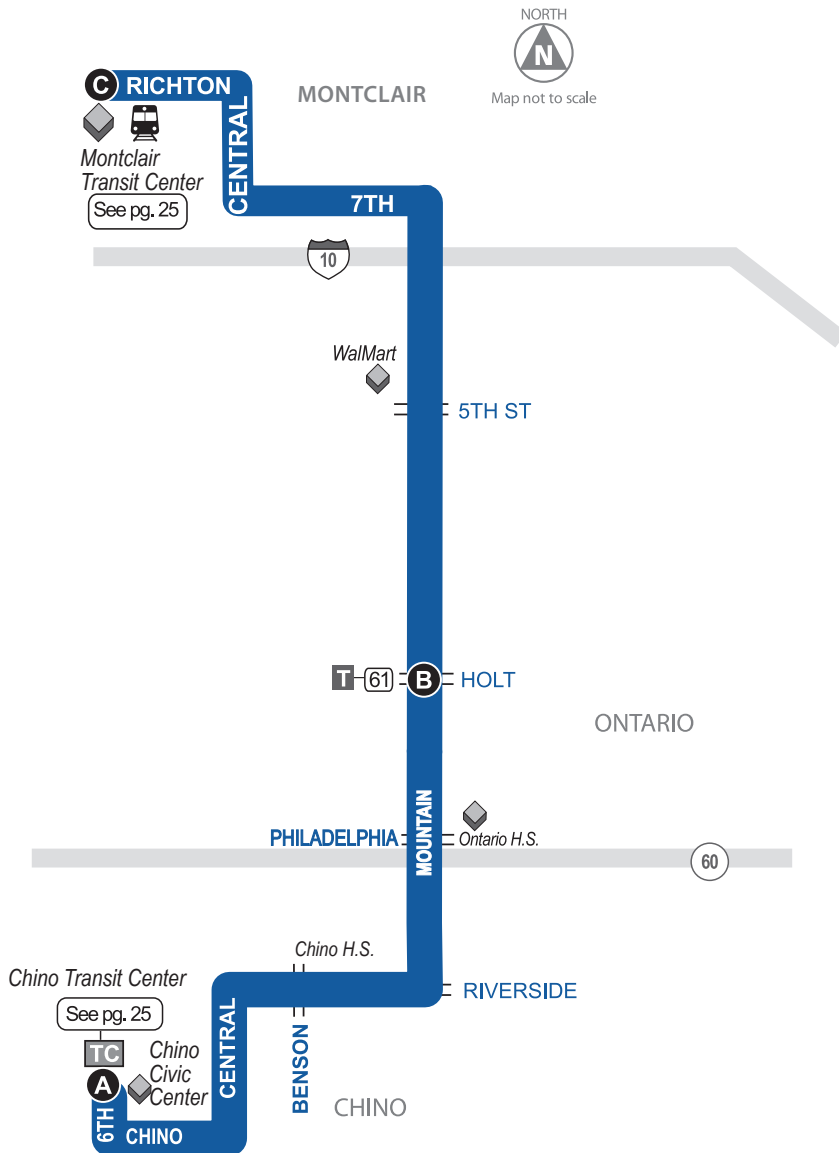 NORTH
N
Map not to scale
C RICHTON
MONTCLAIR
CENTRAL
Montclair
Transit Center
See pg. 25
7TH
10
WalMart
5TH ST
T 61 B HOLT
ONTARIO
MOUNTAIN
PHILADELPHIA
Ontario H.S.
60
Chino H.S.
Chino Transit Center
RIVERSIDE
See pg. 25
TC
A
Chino
Civic
Center
CENTRAL
BENSON
CHINO
6TH
CHINO